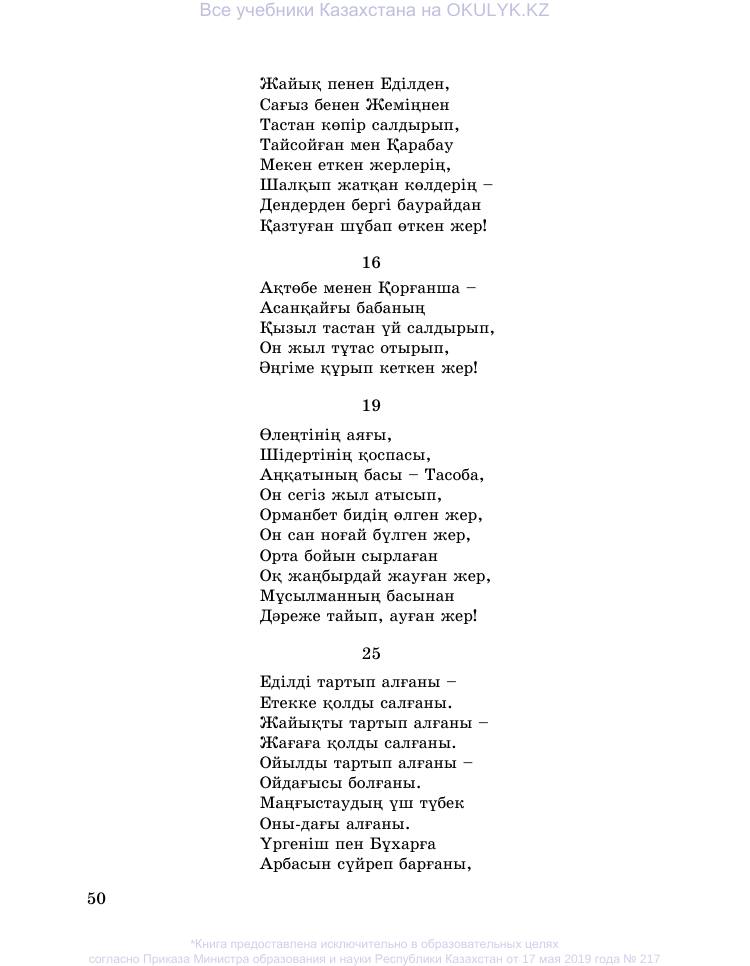 Все учебники Казахстана на OKULYK.KZ
Жайық пенен Еділден,
Сағыз бенен Жеміңнен
Тастан көпір салдырып,
Тайсойған мен Қарабау
Мекен еткен жерлерің,
Шалқып жатқан көлдерің –
Дендерден бергі баурайдан
Қазтуған шұбап өткен жер!
16
Ақтөбе менен Қорғанша –
Асанқайғы бабаның
Қызыл тастан үй салдырып,
Он жыл тұтас отырып,
Әңгіме құрып кеткен жер!
19
Өлеңтінің аяғы,
Шідертінің қоспасы,
Аңқатының басы – Тасоба,
Он сегіз жыл атысып,
Орманбет бидің өлген жер,
Он сан ноғай бүлген жер,
Орта бойын сырлаған
Оқ жаңбырдай жауған жер,
Мұсылманның басынан
Дәреже тайып, ауған жер!
25
Еділді тартып алғаны –
Етекке қолды салғаны.
Жайықты тартып алғаны –
Жағаға қолды салғаны.
Ойылды тартып алғаны –
Ойдағысы болғаны.
Маңғыстаудың үш түбек
Оны-дағы алғаны.
Үргеніш пен Бұхарға
Арбасын сүйреп барғаны,
50
*Книга предоставлена исключительно в образовательных целях
согласно Приказа Министра образования и науки Республики Казахстан от 17 мая 2019 года № 217